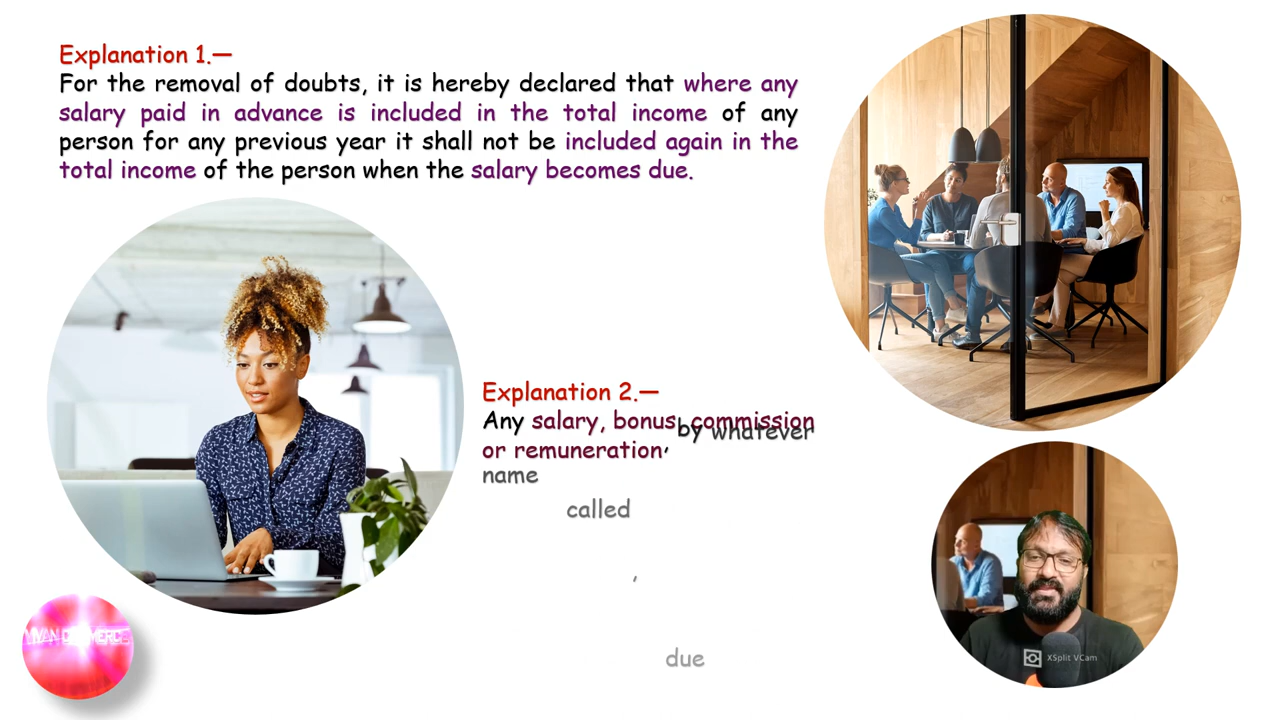 Explanation 1.—
For the removal of doubts, it is hereby declared that where any
salary paid in advance is included in the total income of any
person for any previous year it shall not be included again in the
total income of the person when the salary becomes due.
Explanation 2.—
Any salary, bonus, commission
or remuneration, by whatever
name
called
,
due
XSplit VCam